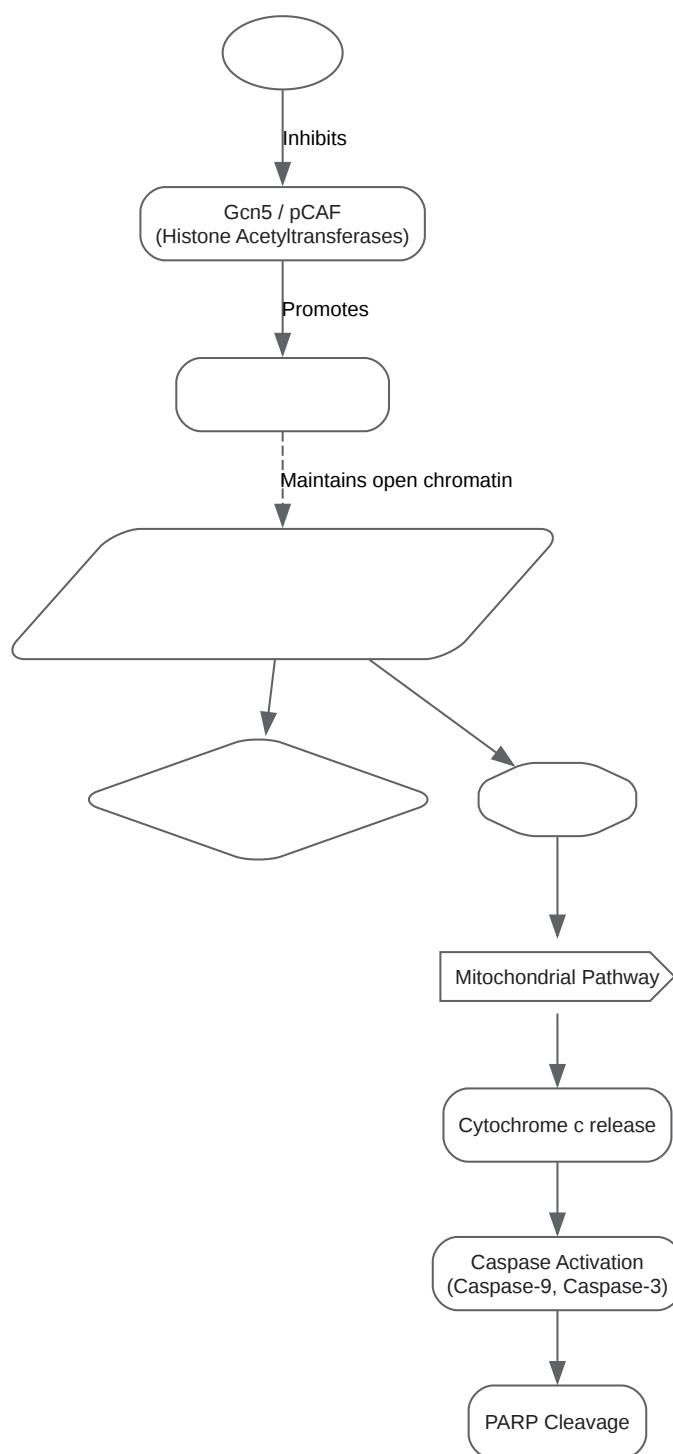 Inhibits
Gcn5 / pCAF
(Histone Acetyltransferases)
Promotes
Maintains open chromatin
Mitochondrial Pathway
Cytochrome c release
Caspase Activation
(Caspase-9, Caspase-3)
PARP Cleavage